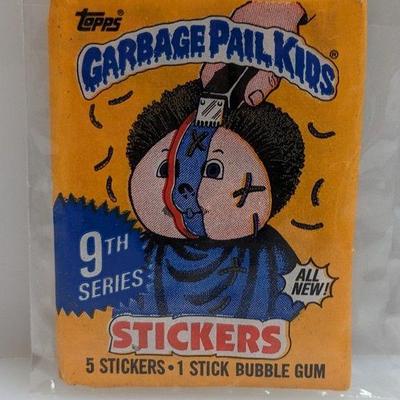 Topps
GARBAGE PAIL KIDS®
9TH
SERIES
ALL
NEW!
STICKERS
5 STICKERS • 1 STICK BUBBLE GUM